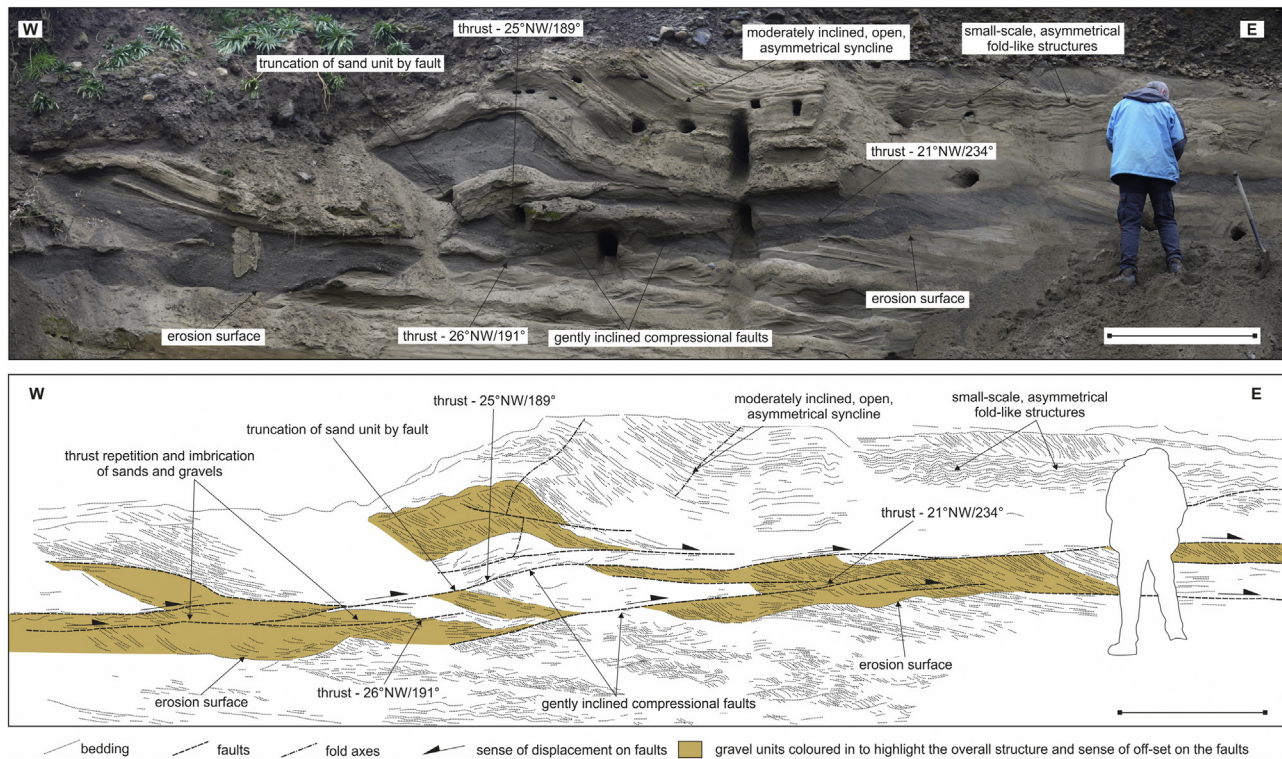 W
thrust - 25°NW/189°
moderately inclined, open,
asymmetrical syncline
small-scale, asymmetrical
fold-like structures
E
truncation of sand unit by fault
thrust - 21°NW/234°
erosion surface
erosion surface
thrust - 26°NW/191°
gently inclined compressional faults
W
E
thrust - 25°NW/189°
moderately inclined, open,
asymmetrical syncline
small-scale, asymmetrical
fold-like structures
truncation of sand unit by fault
thrust repetition and imbrication
of sands and gravels
thrust - 21°NW/234°
erosion surface
thrust - 26°NW/191°
erosion surface
gently inclined compressional faults
bedding
faults
fold axes
sense of displacement on faults
gravel units coloured in to highlight the overall structure and sense of off-set on the faults